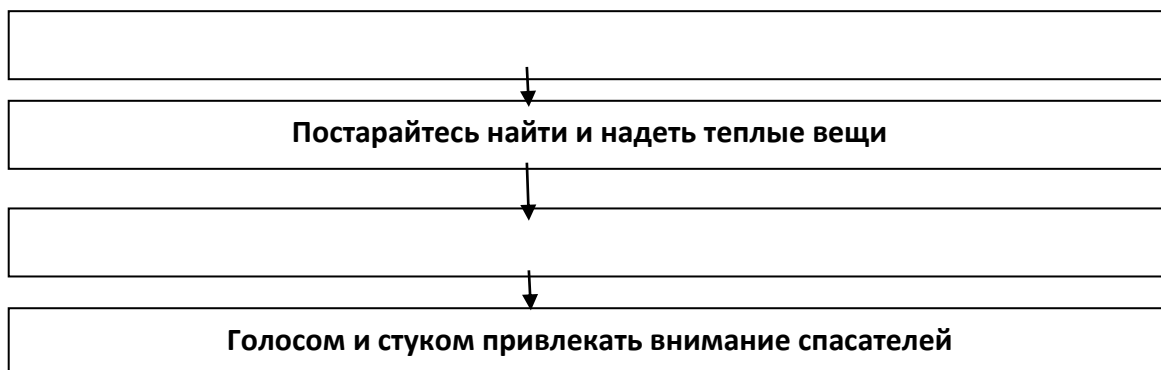 Постарайтесь найти и надеть теплые вещи
Голосом и стуком привлекать внимание спасателей